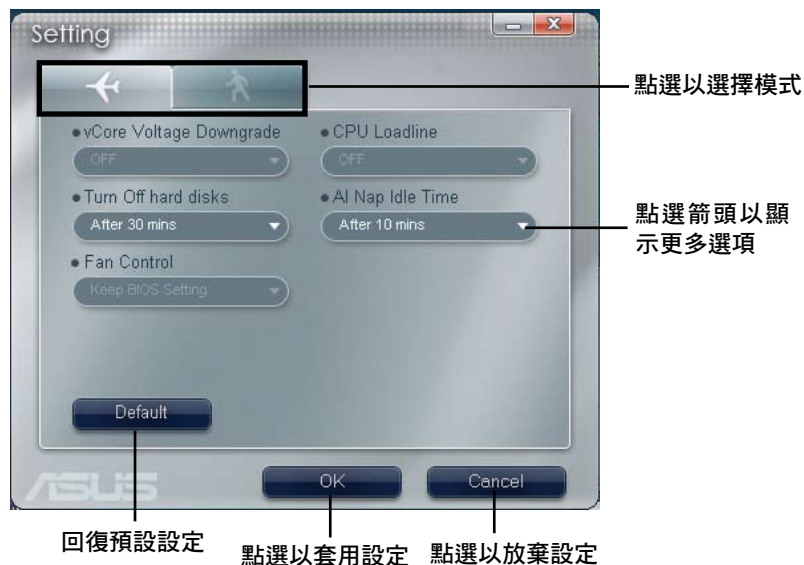 Setting
點選以選擇模式
vCore Voltage Downgrade
CPU Loadline
OFF
OFF
Turn Off hard disks
AI Nap Idle Time
After 30 mins
After 10 mins
點選箭頭以顯
示更多選項
Fan Control
Keep BIOS Setting
Default
ASUS
OK
Cancel
回復預設設定
點選以套用設定
點選以放棄設定